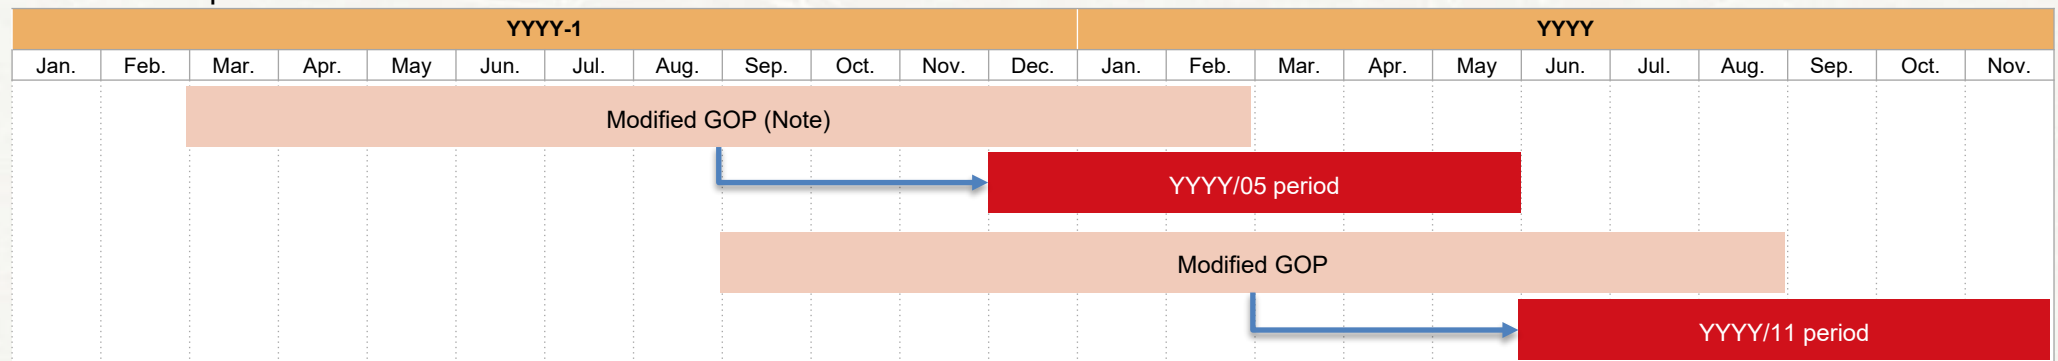 YYYY-1 YYYY
Jan. Feb. Mar. Apr. May Jun. Jul. Aug. Sep. Oct. Nov. Dec. Jan. Feb. Mar. Apr. May Jun. Jul. Aug. Sep. Oct. Nov.
Modified GOP (Note)
YYYY/05 period
Modified GOP
YYYY/11 period